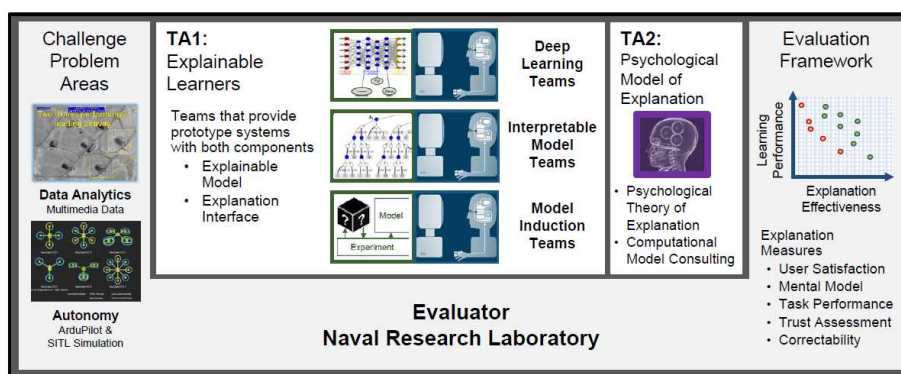 Challenge
Problem
Areas
Data Analytics
Multimedia Data
Autonomy
ArduPilot &
SITL Simulation
TA1:
Explainable
Learners
Teams that provide
prototype systems
with both components
• Explainable
Model
• Explanation
Interface
Deep
Learning
Teams
Interpretable
Model Teams
? ?
Model
Experiment
Model
Induction
Teams
TA2:
Psychological
Model of
Explanation
• Psychological
Theory of
Explanation
• Computational
Model Consulting
Evaluator
Naval Research Laboratory
Evaluation
Framework
Learning
Performance
Explanation
Effectiveness
Explanation
Measures
• User Satisfaction
• Mental Model
• Task Performance
• Trust Assessment
• Correctability